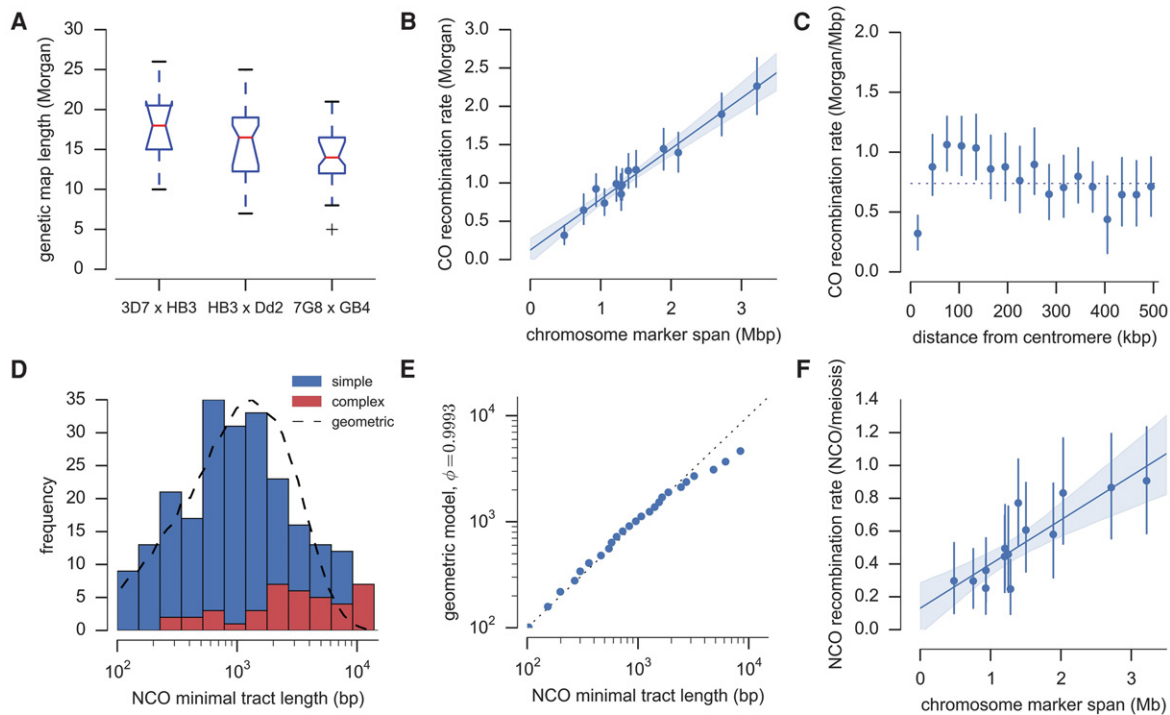 A
genetic map length (Morgan)
30
25
20
15
10
5
0
3D7 x HB3
HB3 x Dd2
7G8 x GB4
B
CO recombination rate (Morgan)
3.0
2.5
2.0
1.5
1.0
0.5
0.0
0
1
2
3
chromosome marker span (Mbp)
C
CO recombination rate (Morgan/Mbp)
2.0
1.5
1.0
0.5
0.0
0
100
200
300
400
500
distance from centromere (kbp)
D
frequency
35
30
25
20
15
10
5
0
simple
complex
geometric
10²
10³
10⁴
NCO minimal tract length (bp)
E
geometric model, ϕ=0.9993
10⁴
10³
10²
10²
10³
10⁴
NCO minimal tract length (bp)
F
NCO recombination rate (NCO/meiosis)
1.4
1.2
1.0
0.8
0.6
0.4
0.2
0.0
0
1
2
3
chromosome marker span (Mb)